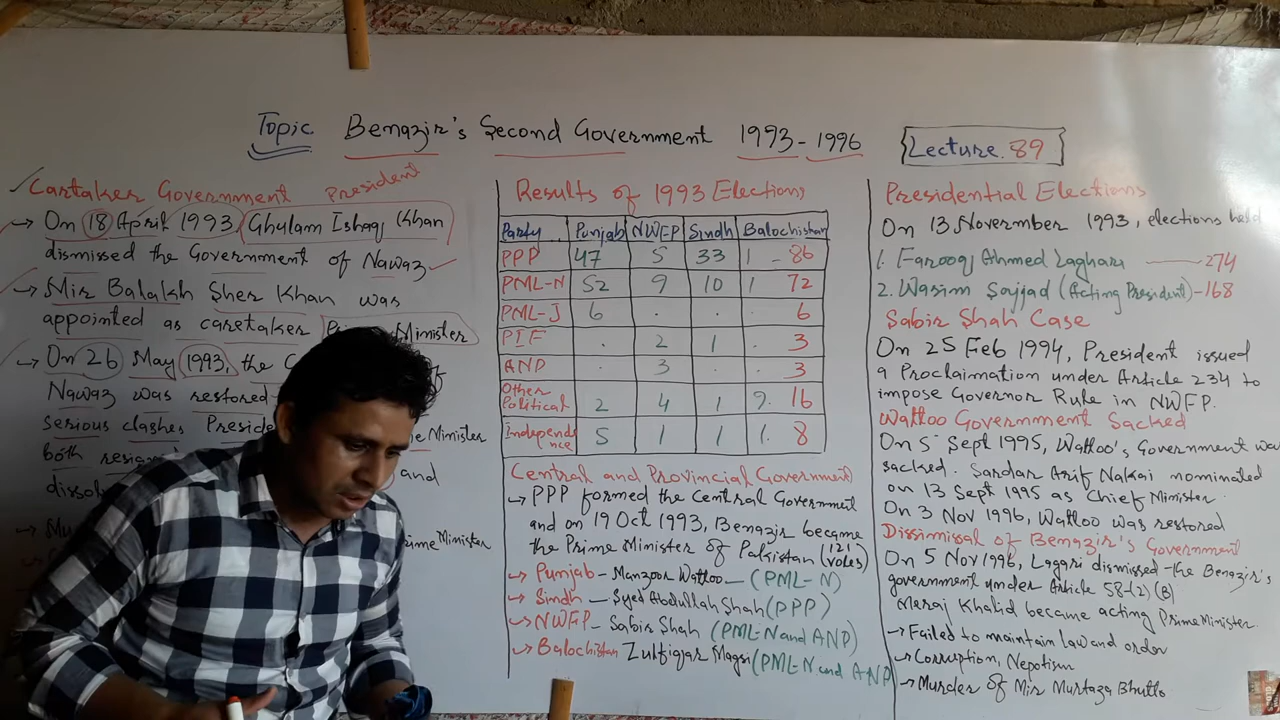 Topic. Benazir's Second Government 1993-1996
Lecture. 89
Cartaker Government President
→ On 18 April 1993, Ghulam Ishaq Khan
dismissed the Government of Nawaz
→ Mir Balakh Sher Khan was
appointed as caretaker Prime Minister
→ On 26 May 1993, the
Nawaz was restored
serious clashes
both
Minister
and
Minister
Results of 1993 Elections
Party Punjab NWFP Sindh Balochistan
PPP 47 5 33 1 - 86
PML-N 52 9 10 1 72
PML-J 6 . . . 6
PIF . 2 1 . 3
AND . 3 . . 3
Other Political 2 4 1 9. 16
Independence 5 1 1 1. 8
Central and Provincial Government
→ PPP formed the Central Government
and on 19 Oct 1993, Benazir became
the Prime Minister of Pakistan (121 votes)
→ Punjab - Manzoor Wattoo - (PML-N)
→ Sindh - Syed Abdullah Shah (PPP)
→ NWFP - Sabir Shah (PML-N and ANP)
→ Balochistan Zulfiqar Magsi (PML-N and ANP
Presidential Elections
On 13 Novermber 1993, elections held
1. Farooq Ahmed Laghari - 274
2. Wasim Sajjad (Acting President) - 168
Sabir Shah Case
On 25 Feb 1994, President issued
a Proclaimation under Article 234 to
impose Governor Rule in NWFP.
Wattoo Government Sacked
On 5 Sept 1995, Wattoo's Government was
sacked. Sardar Arif Nakai nominated
on 13 Sept 1995 as Chief Minister.
On 3 Nov 1996, Wattoo was restored
Dissimisal of Benazir's Government
On 5 Nov 1996, Lagari dismissed the Benazir's
government under Article 58-(2) (B)
Meraj Khalid became acting Prime Minister.
→ Failed to maintain law and order
→ Corruption, Nepotism
→ Murder of Mir Murtaza Bhutto